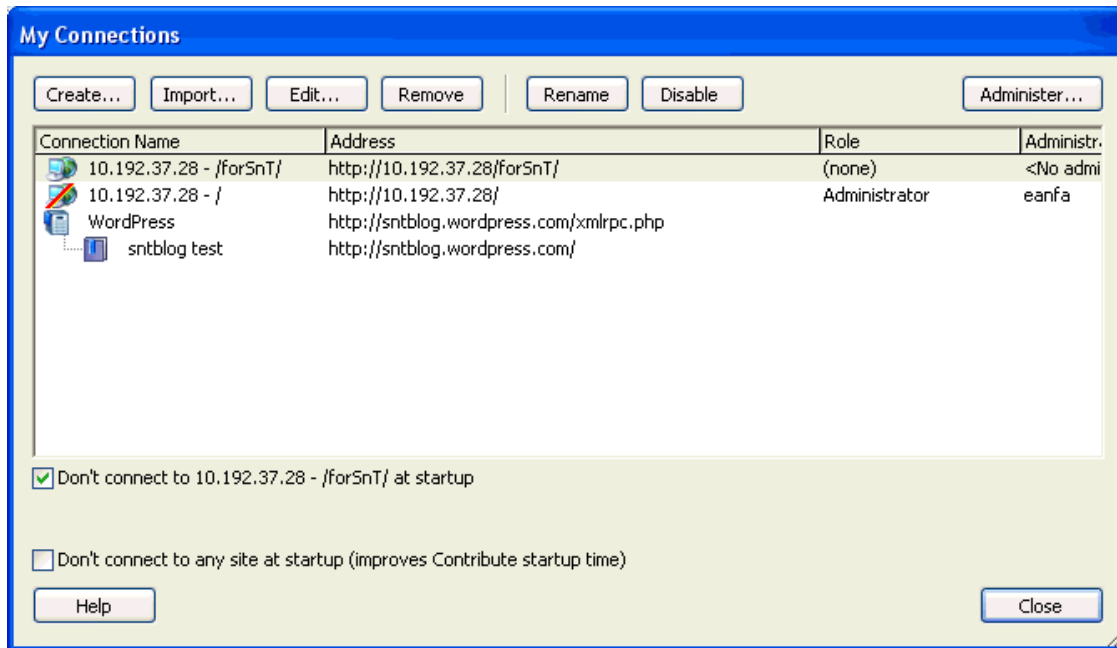 My Connections
Create... Import... Edit... Remove Rename Disable Administer...
Connection Name Address Role Administr
10.192.37.28 - /forSnT/ http://10.192.37.28/forSnT/ (none) <No admi
10.192.37.28 - / http://10.192.37.28/ Administrator eanfa
WordPress http://sntblog.wordpress.com/xmlrpc.php
sntblog test http://sntblog.wordpress.com/
Don't connect to 10.192.37.28 - /forSnT/ at startup
Don't connect to any site at startup (improves Contribute startup time)
Help Close